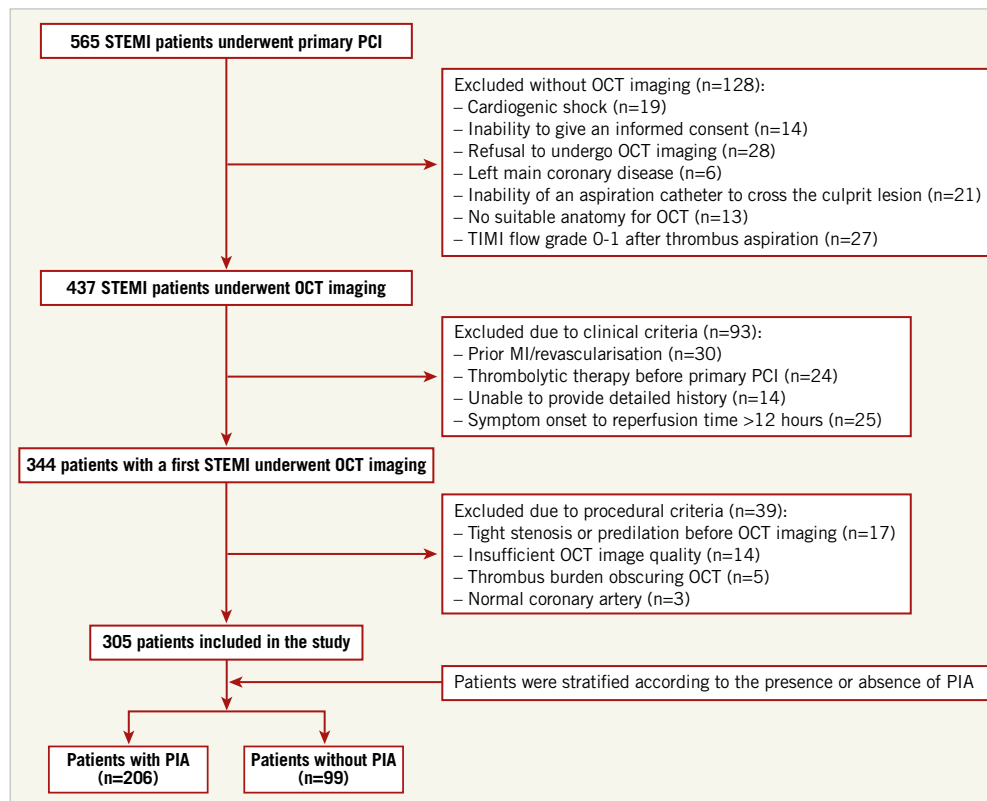 565 STEMI patients underwent primary PCI
Excluded without OCT imaging (n=128):
– Cardiogenic shock (n=19)
– Inability to give an informed consent (n=14)
– Refusal to undergo OCT imaging (n=28)
– Left main coronary disease (n=6)
– Inability of an aspiration catheter to cross the culprit lesion (n=21)
– No suitable anatomy for OCT (n=13)
– TIMI flow grade 0-1 after thrombus aspiration (n=27)
437 STEMI patients underwent OCT imaging
Excluded due to clinical criteria (n=93):
– Prior MI/revascularisation (n=30)
– Thrombolytic therapy before primary PCI (n=24)
– Unable to provide detailed history (n=14)
– Symptom onset to reperfusion time >12 hours (n=25)
344 patients with a first STEMI underwent OCT imaging
Excluded due to procedural criteria (n=39):
– Tight stenosis or predilation before OCT imaging (n=17)
– Insufficient OCT image quality (n=14)
– Thrombus burden obscuring OCT (n=5)
– Normal coronary artery (n=3)
305 patients included in the study
Patients were stratified according to the presence or absence of PIA
Patients with PIA
(n=206)
Patients without PIA
(n=99)